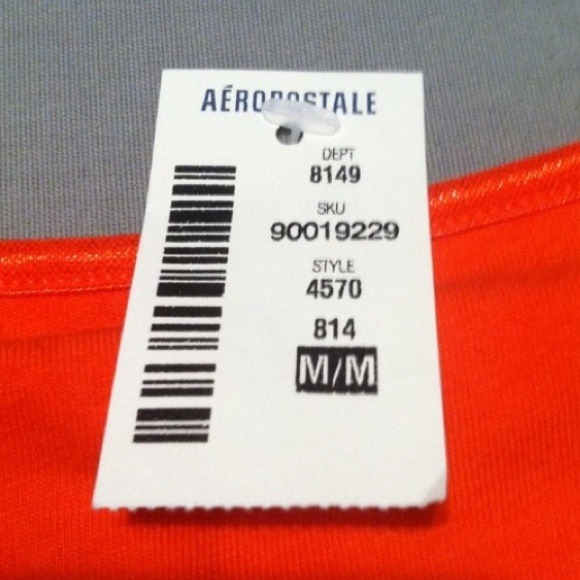 AÉROPOSTALE
DEPT
8149
SKU
90019229
STYLE
4570
814
M/M